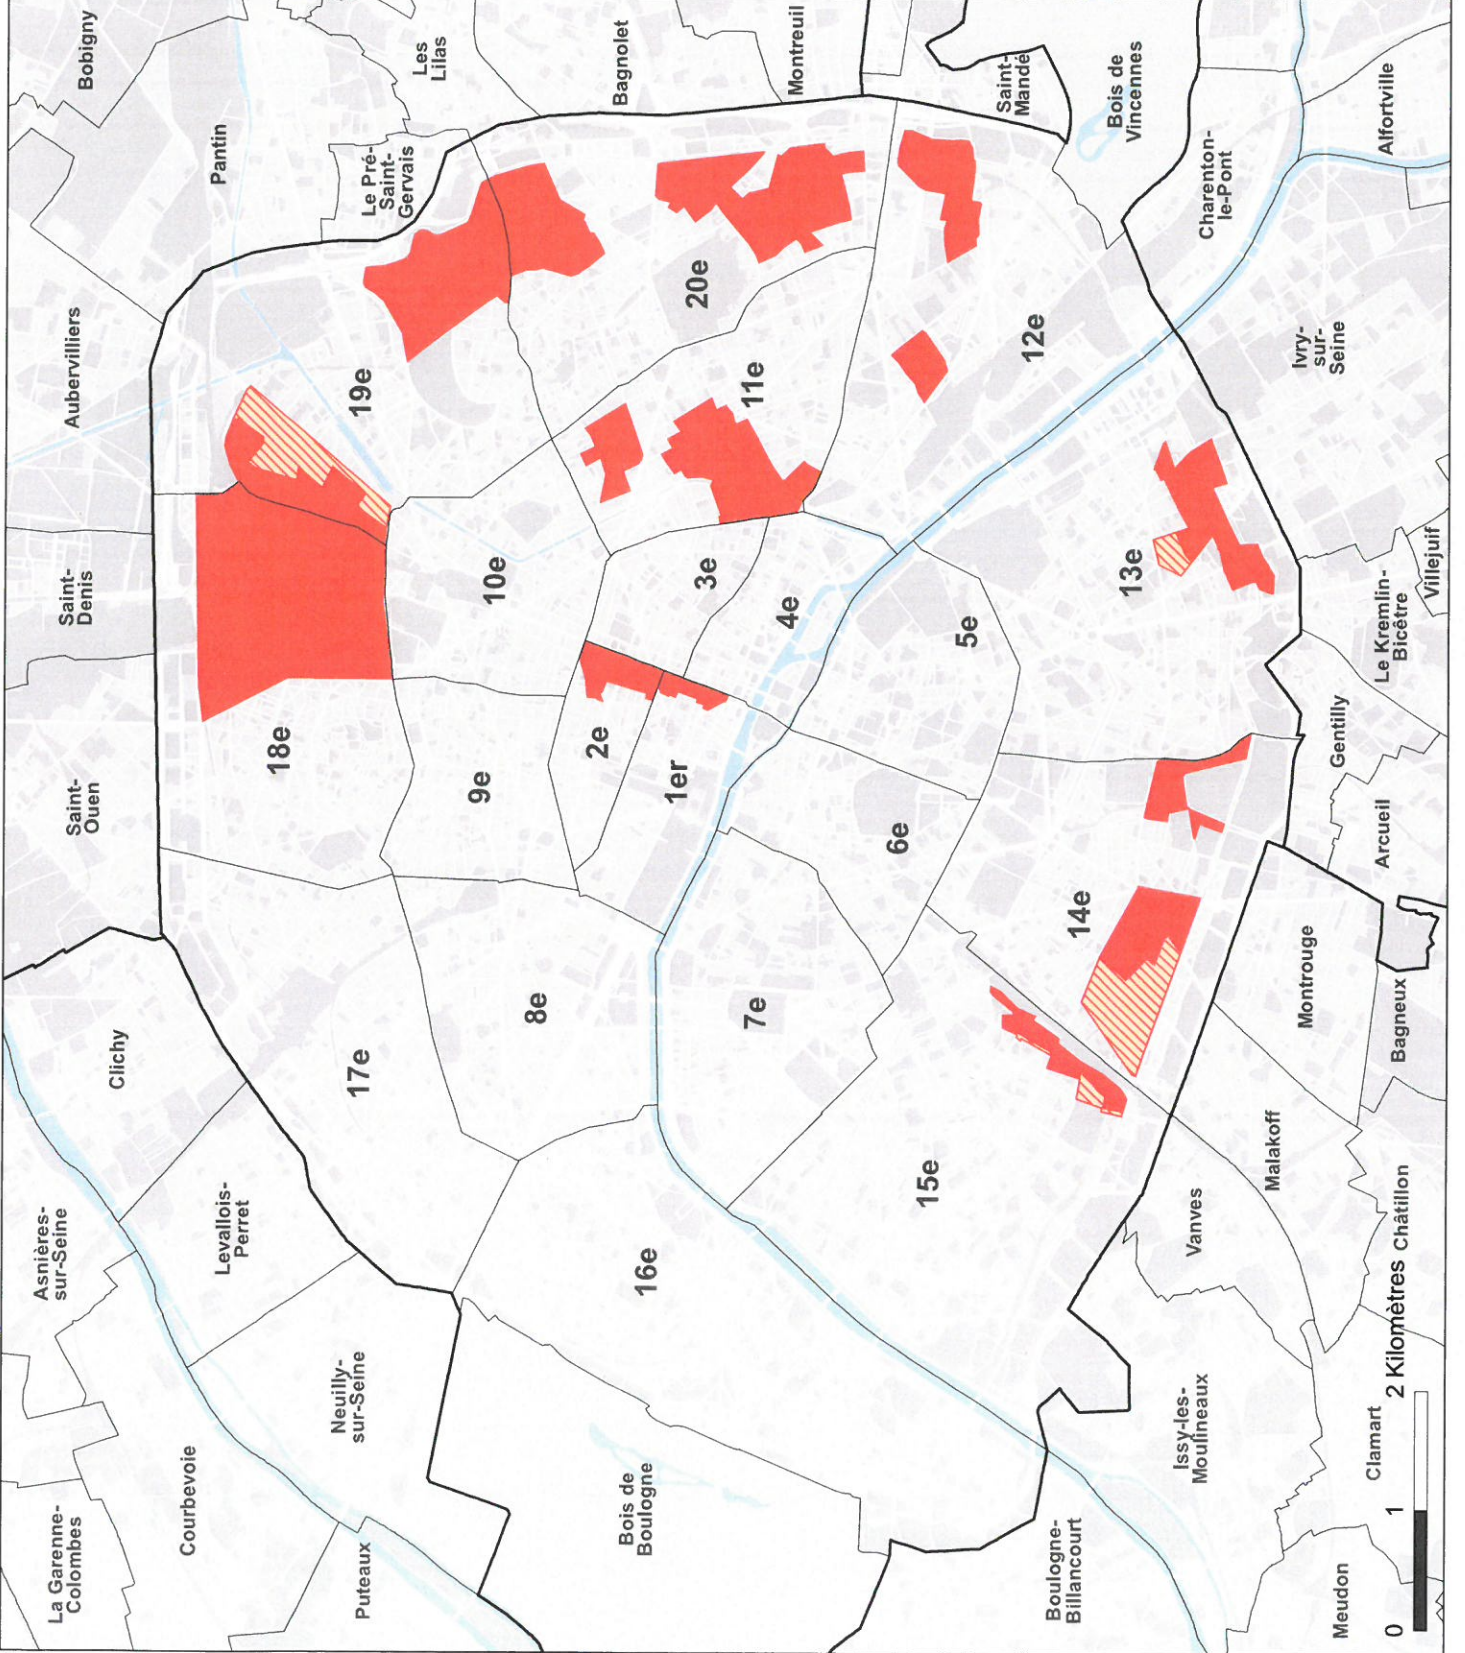 La Garenne-
Colombes
Asnières-
sur-Seine
Saint-
Ouen
Saint-
Denis
Aubervilliers
Bobigny
Clichy
Courbevoie
Levallois-
Perret
Pantin
18e
Puteaux
Neuilly-
sur-Seine
17e
19e
Le Pré-
Saint-
Gervais
Les
Lilas
9e
10e
8e
2e
Bagnolet
Bois de
Boulogne
16e
1er
20e
3e
7e
11e
4e
Montreuil
6e
15e
5e
Saint-
Mandé
12e
Boulogne-
Billancourt
14e
13e
Bois de
Vincennes
Issy-les-
Moulineaux
Vanves
Charenton-
le-Pont
Malakoff
Montrouge
Ivry-
sur-
Seine
Meudon
Gentilly
Clamart
Arcueil
Le Kremlin-
Bicêtre
Alfortville
Châtillon
Bagneux
Villejuif
0 1 2 Kilomètres